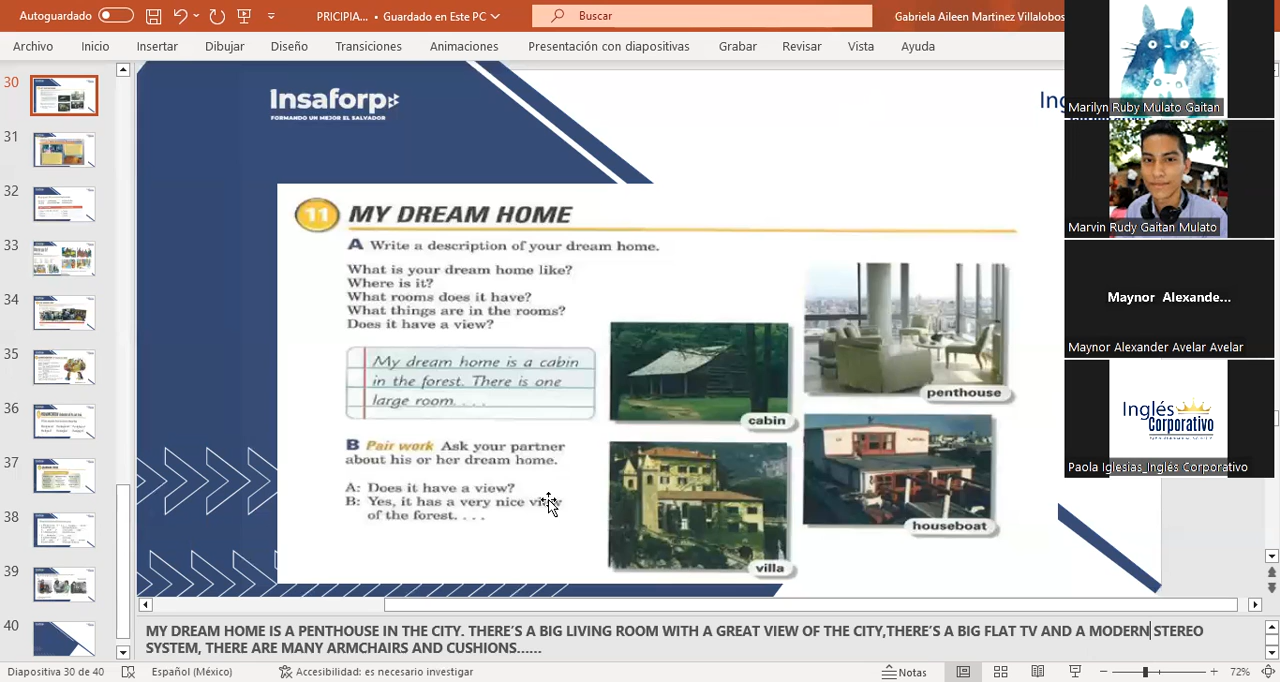 Autoguardado
PRICIPIA... • Guardado en Este PC
Buscar
Gabriela Aileen Martinez Villalobos
Archivo Inicio Insertar Dibujar Diseño Transiciones Animaciones Presentación con diapositivas Grabar Revisar Vista Ayuda
30
31
32
33
34
35
36
37
38
39
40
Insaforp
FORMANDO UN MEJOR EL SALVADOR
Ing
11 MY DREAM HOME
A Write a description of your dream home.
What is your dream home like?
Where is it?
What rooms does it have?
What things are in the rooms?
Does it have a view?
My dream home is a cabin
in the forest. There is one
large room. . . .
B Pair work Ask your partner
about his or her dream home.
A: Does it have a view?
B: Yes, it has a very nice view
of the forest. . . .
cabin
penthouse
villa
houseboat
Marilyn Ruby Mulato Gaitan
Marvin Rudy Gaitan Mulato
Maynor Alexande...
Maynor Alexander Avelar Avelar
Inglés
Corporativo
Paola Iglesias_Inglés Corporativo
MY DREAM HOME IS A PENTHOUSE IN THE CITY. THERE'S A BIG LIVING ROOM WITH A GREAT VIEW OF THE CITY,THERE'S A BIG FLAT TV AND A MODERN STEREO
SYSTEM, THERE ARE MANY ARMCHAIRS AND CUSHIONS......
Diapositiva 30 de 40
Español (México)
Accesibilidad: es necesario investigar
Notas
72%